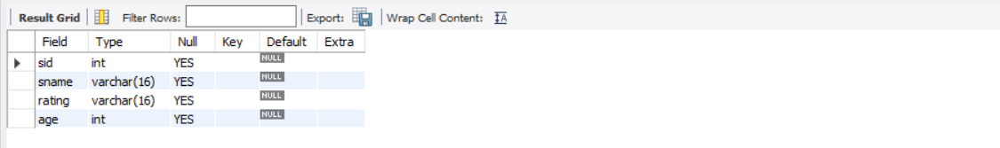 Result Grid Filter Rows: Export: Wrap Cell Content: IA
Field Type Null Key Default Extra
sid int YES NULL
sname varchar(16) YES NULL
rating varchar(16) YES NULL
age int YES NULL